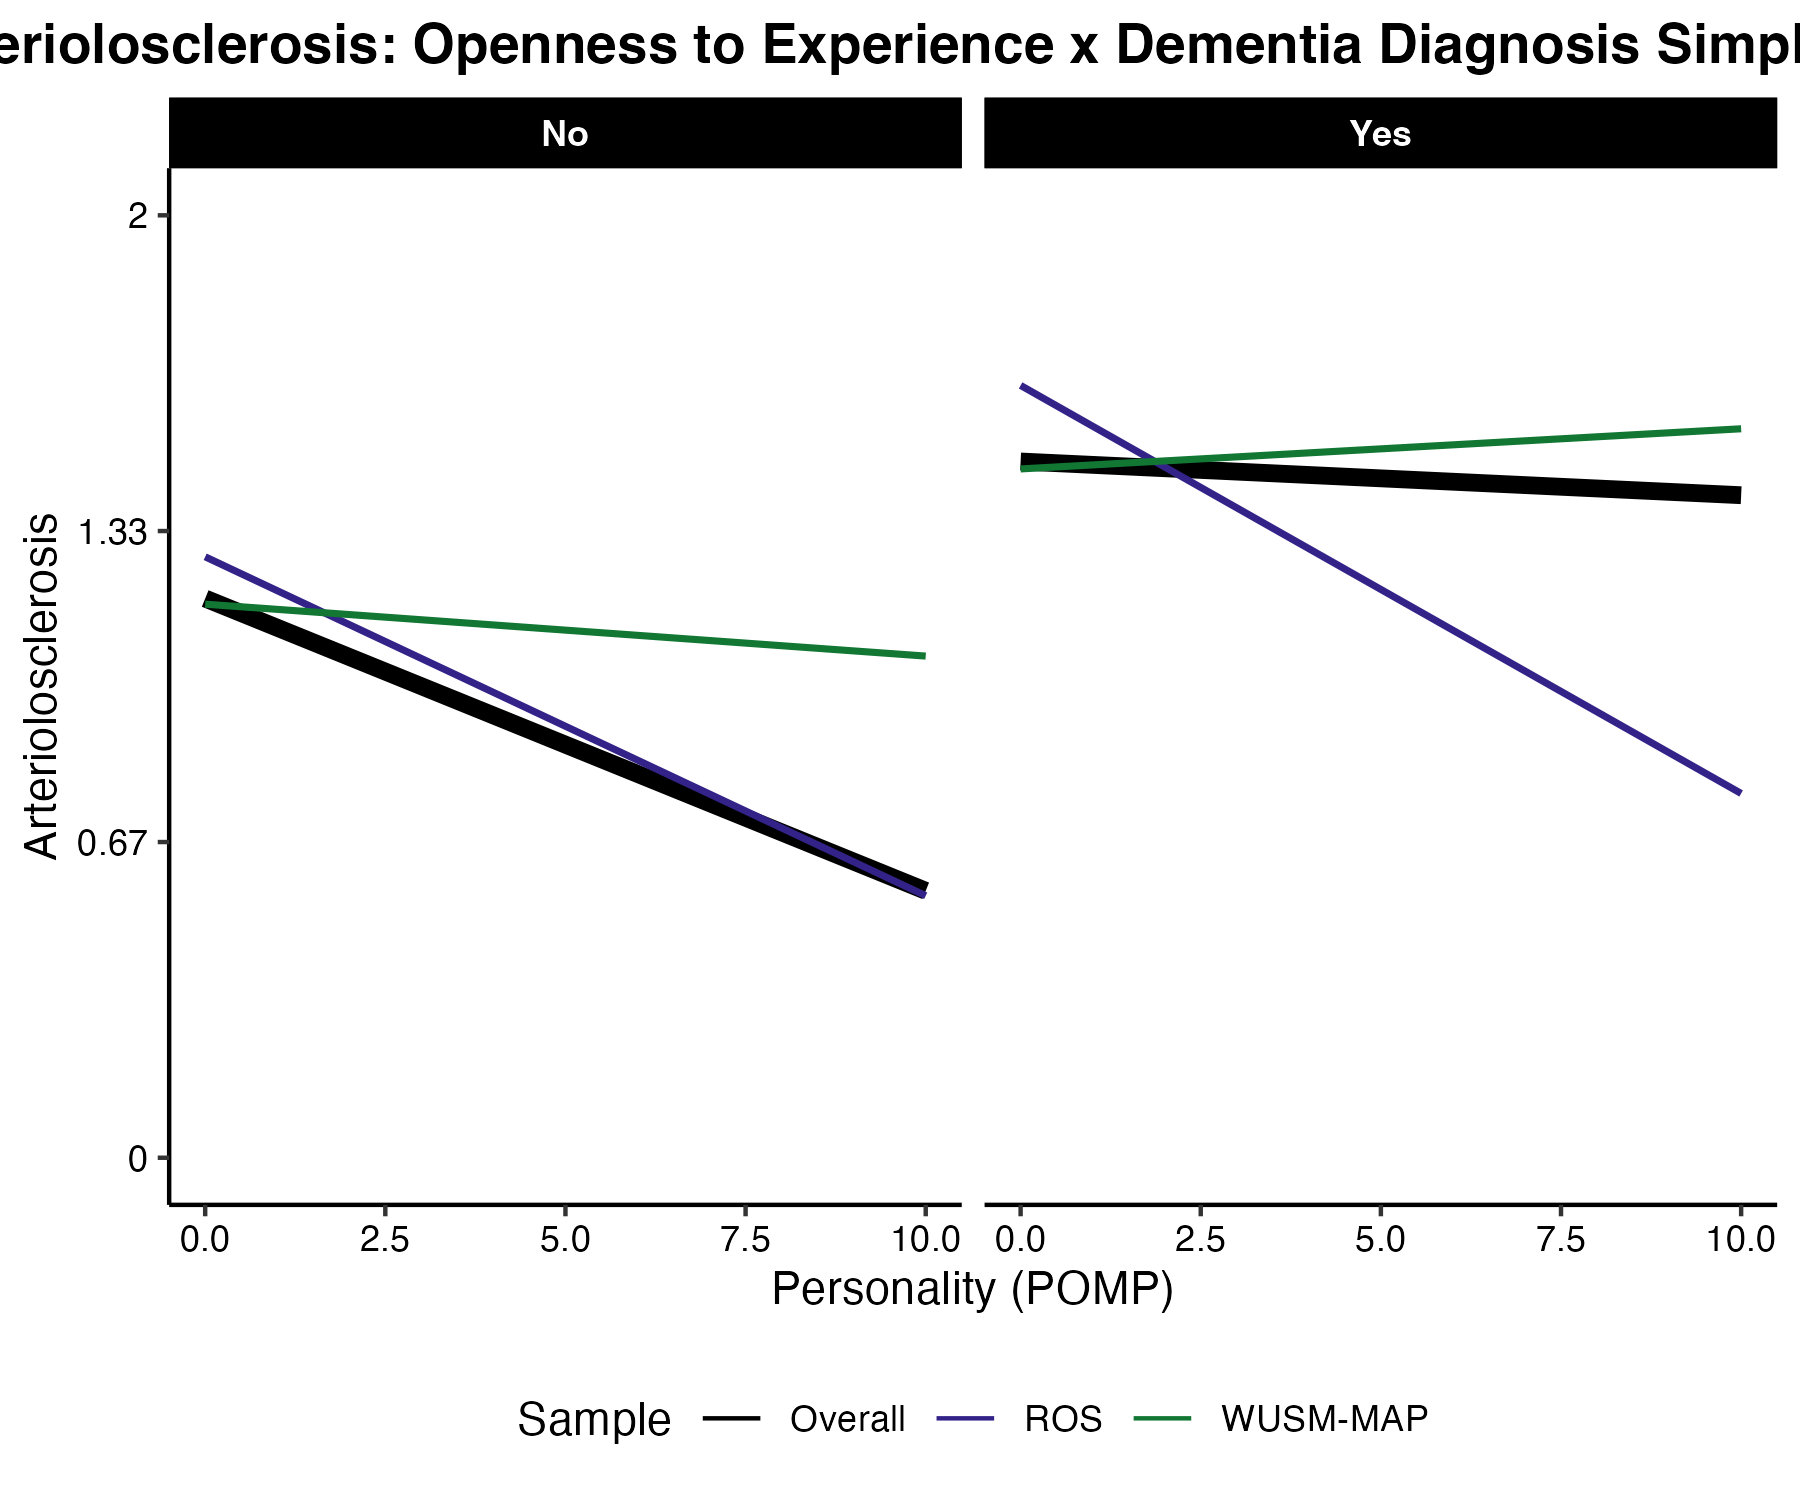 eriolosclerosis: Openness to Experience x Dementia Diagnosis Simpl
No
Yes
2
1.33
0.67
0
Arteriolosclerosis
0.0 2.5 5.0 7.5 10.0 0.0 2.5 5.0 7.5 10.0
Personality (POMP)
Sample Overall ROS WUSM-MAP